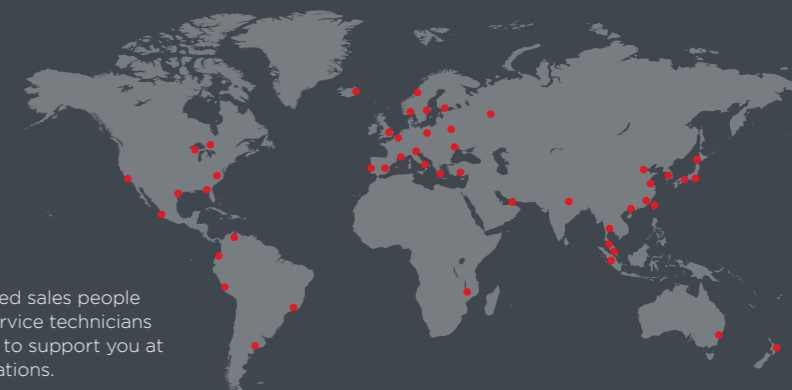 ed sales people
rvice technicians
to support you at
ations.